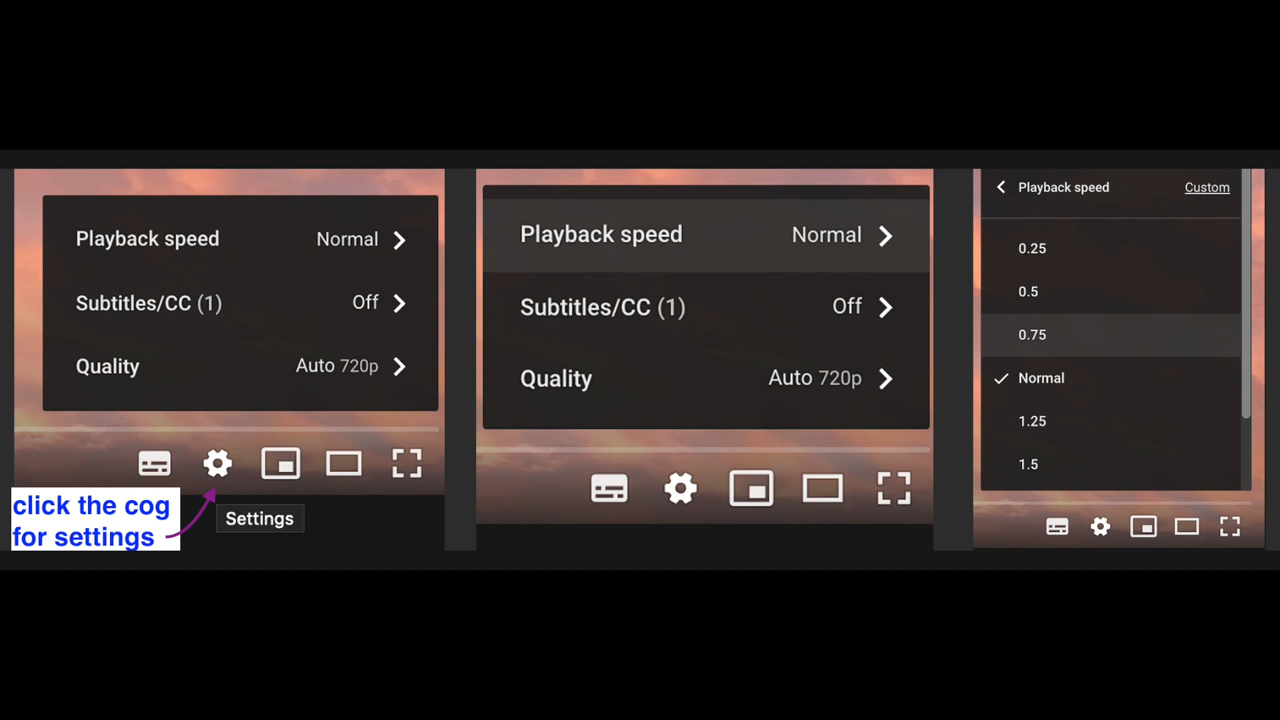 Playback speed Normal
Subtitles/CC (1) Off
Quality Auto 720p
click the cog
for settings
Settings
Playback speed Normal
Subtitles/CC (1) Off
Quality Auto 720p
Playback speed Custom
0.25
0.5
0.75
Normal
1.25
1.5